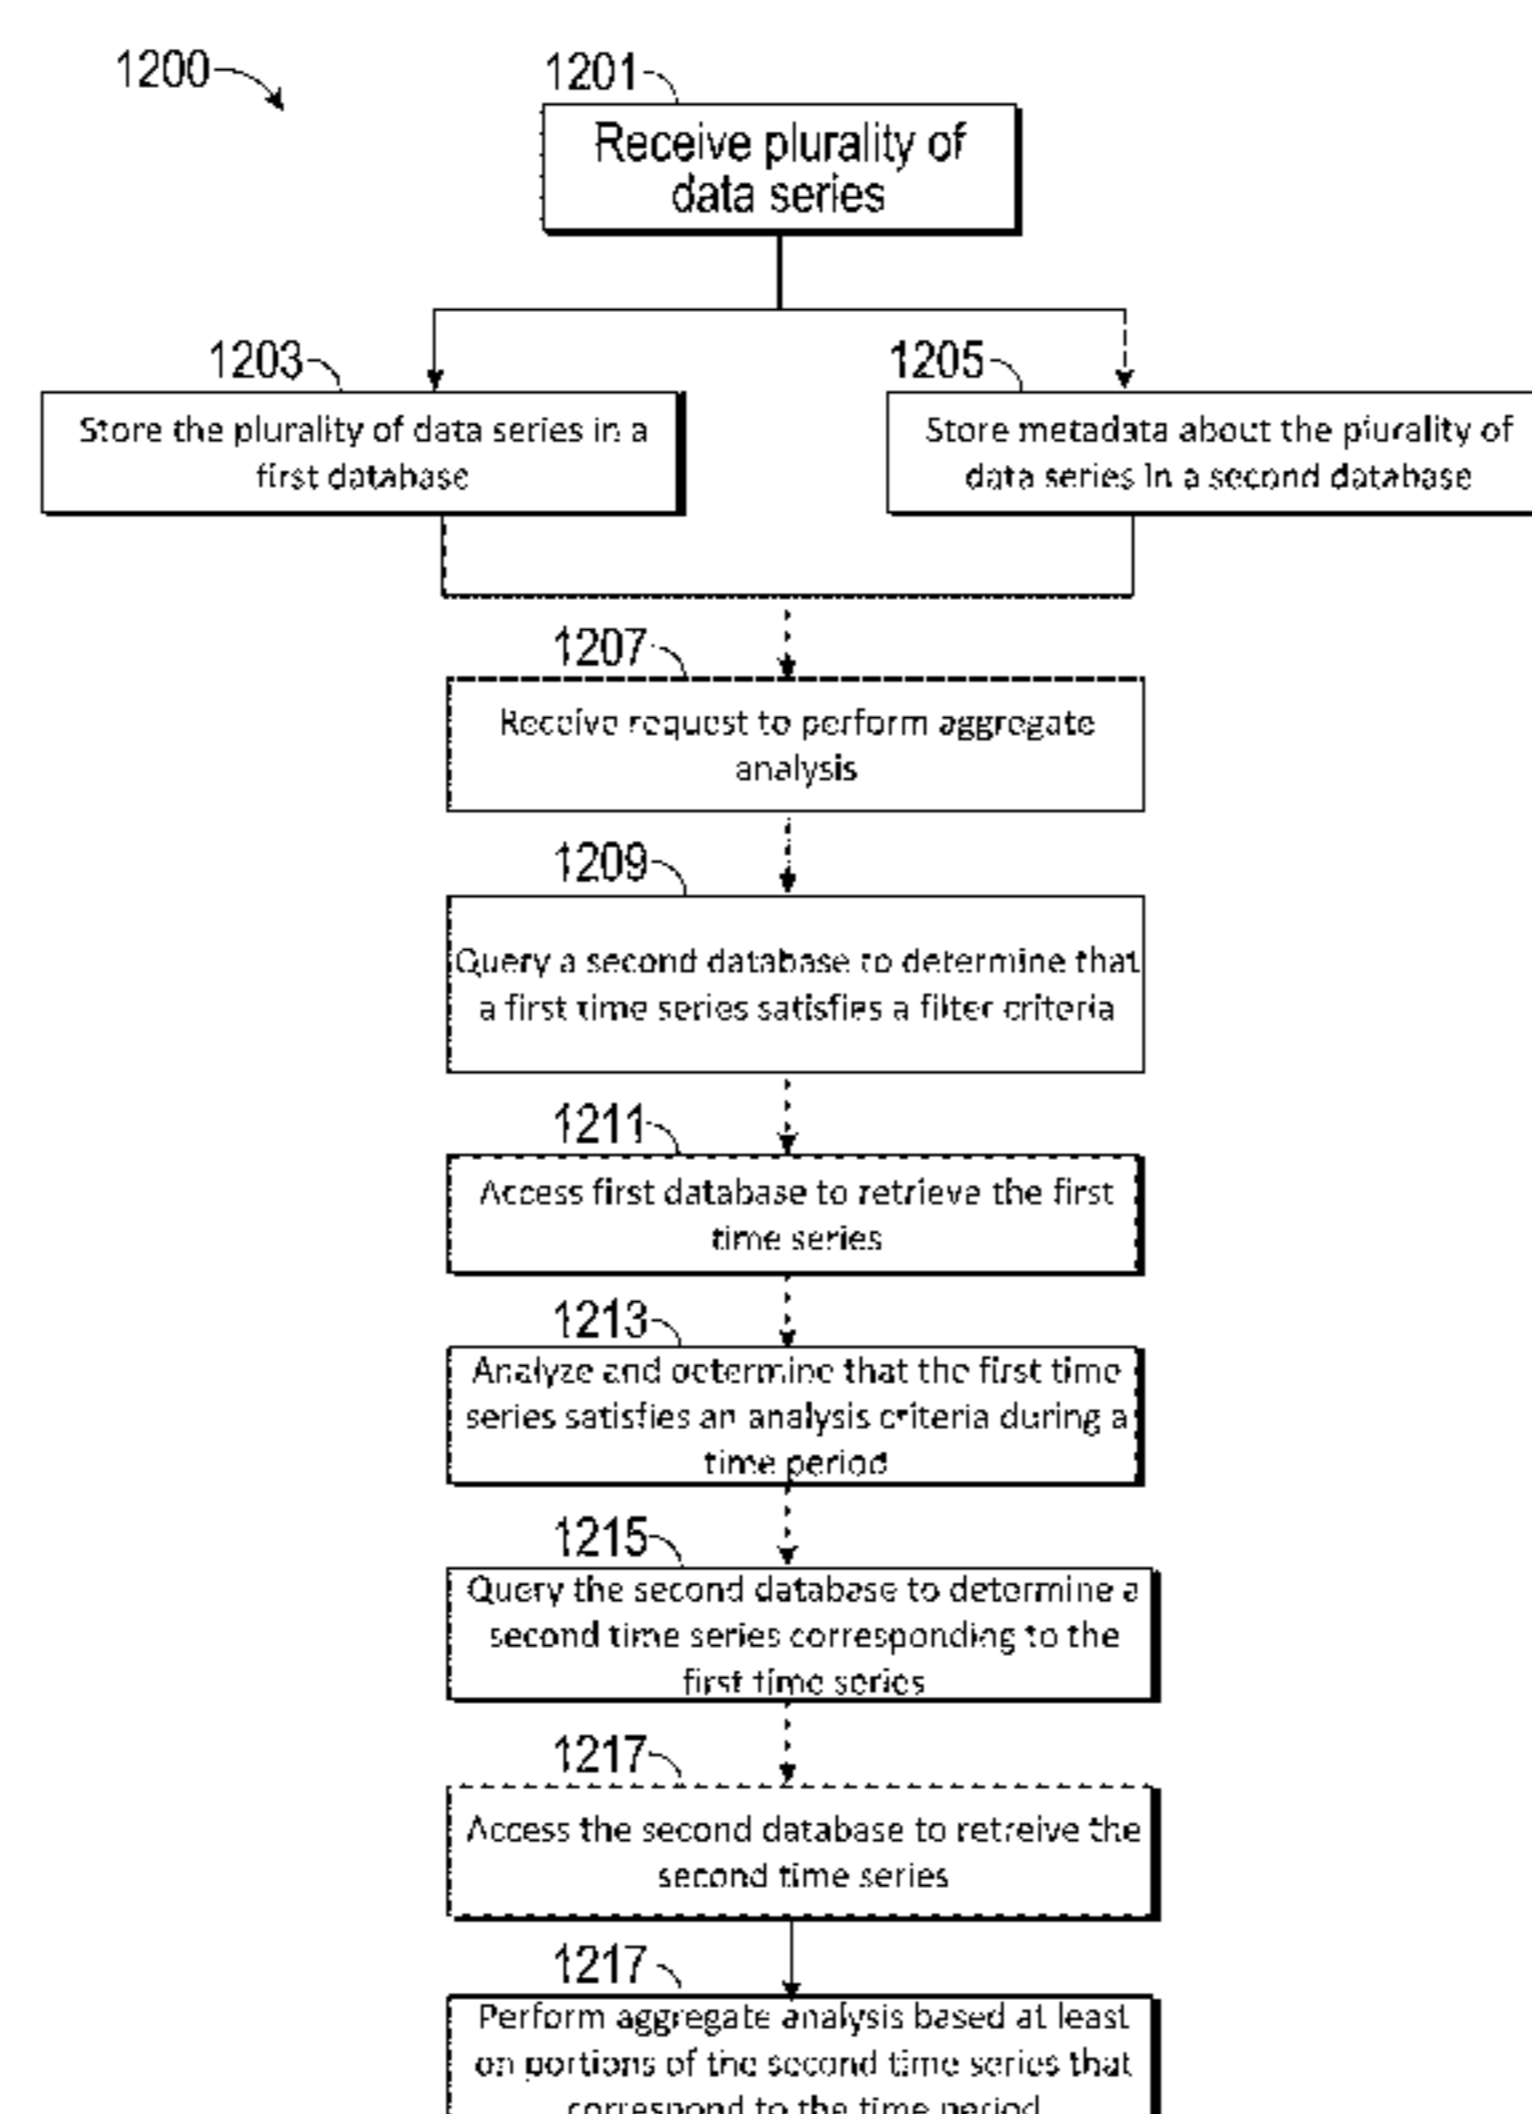 1200
1201
Receive plurality of
data series
1203
Store the plurality of data series in a
first database
1205
Store metadata about the plurality of
data series in a second database
1207
Receive request to perform aggregate
analysis
1209
Query a second database to determine that
a first time series satisfies a filter criteria
1211
Access first database to retrieve the first
time series
1213
Analyze and determine that the first time
series satisfies an analysis criteria during a
time period
1215
Query the second database to determine a
second time series corresponding to the
first time series
1217
Access the second database to retreive the
second time series
1217
Perform aggregate analysis based at least
on portions of the second time series that
correspond to the time period